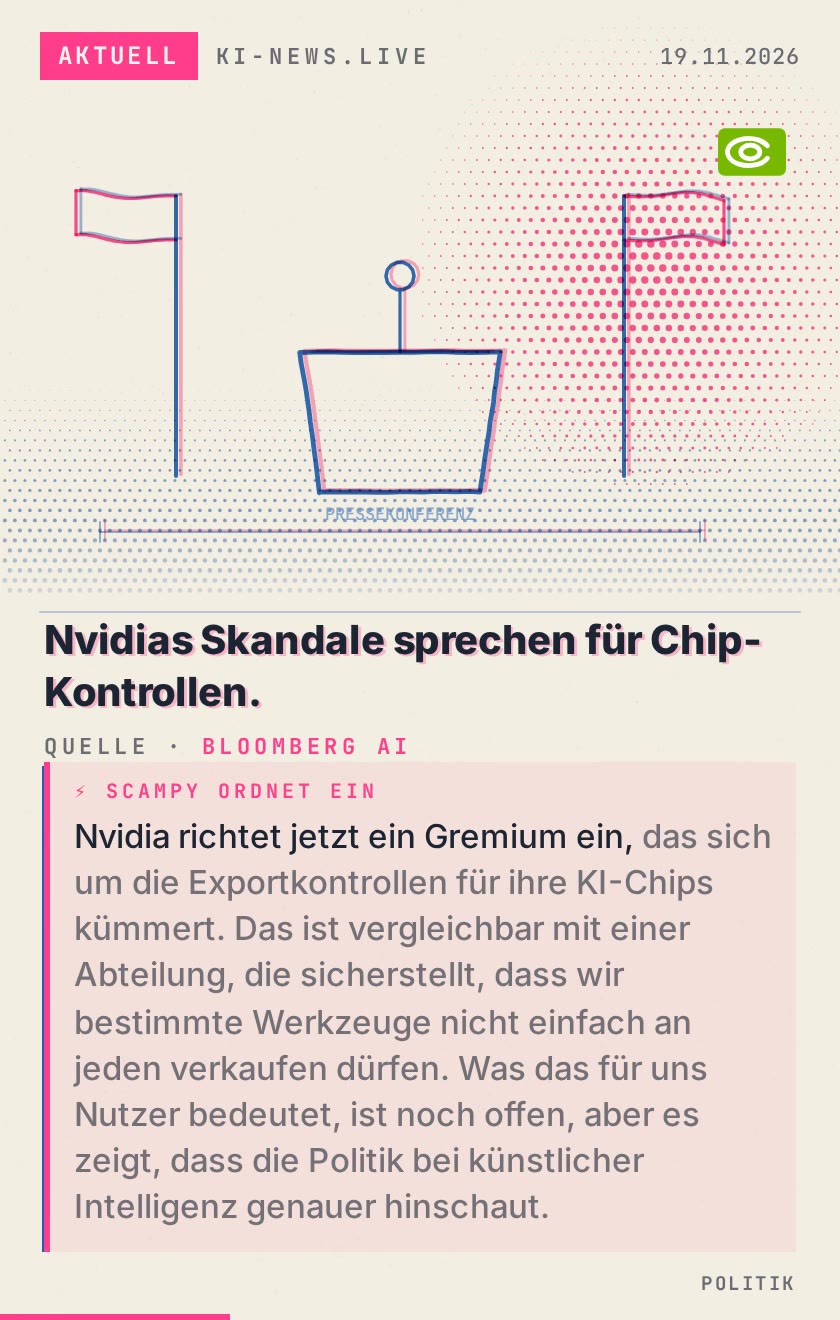 AKTUELL KI-NEWS.LIVE 19.11.2026
PRESSEKONFERENZ
Nvidias Skandale sprechen für Chip-
Kontrollen.
QUELLE · BLOOMBERG AI
⚡ SCAMPY ORDNET EIN
Nvidia richtet jetzt ein Gremium ein, das sich
um die Exportkontrollen für ihre KI-Chips
kümmert. Das ist vergleichbar mit einer
Abteilung, die sicherstellt, dass wir
bestimmte Werkzeuge nicht einfach an
jeden verkaufen dürfen. Was das für uns
Nutzer bedeutet, ist noch offen, aber es
zeigt, dass die Politik bei künstlicher
Intelligenz genauer hinschaut.
POLITIK